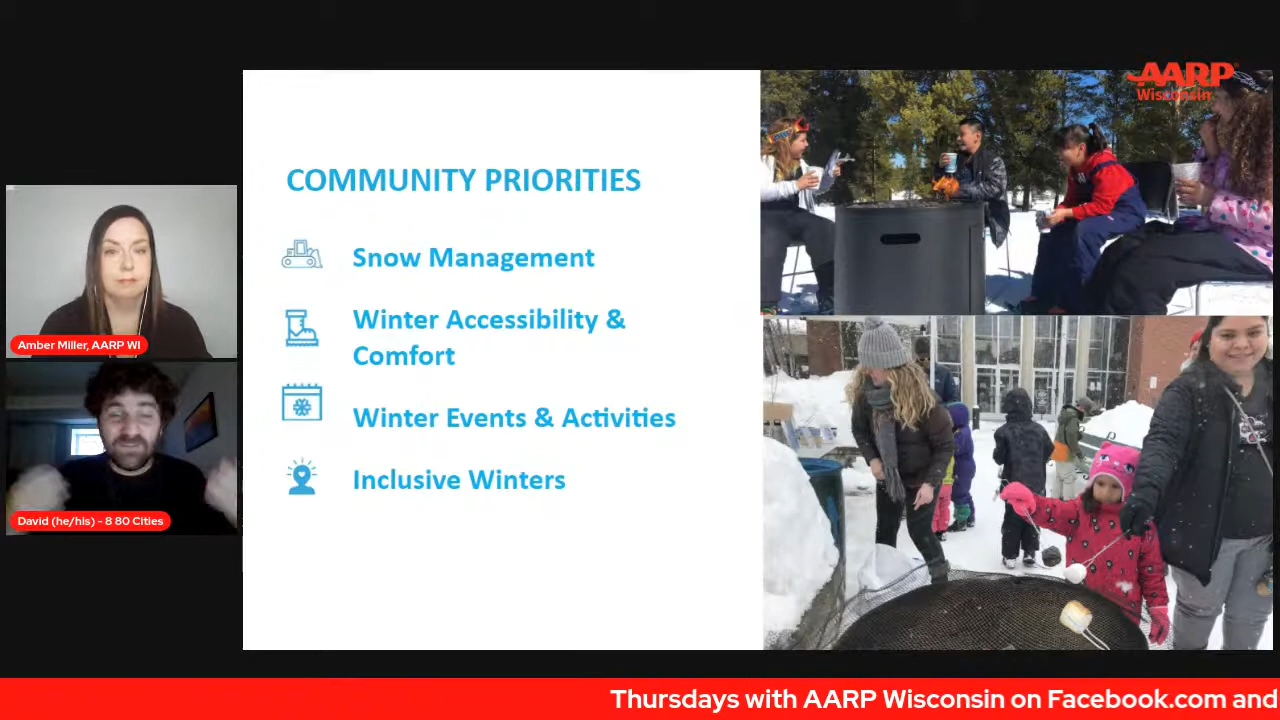 AARP
Wisconsin
COMMUNITY PRIORITIES
Snow Management
Winter Accessibility &
Comfort
Winter Events & Activities
Inclusive Winters
Amber Miller, AARP WI
David (he/his) - 8 80 Cities
Thursdays with AARP Wisconsin on Facebook.com and